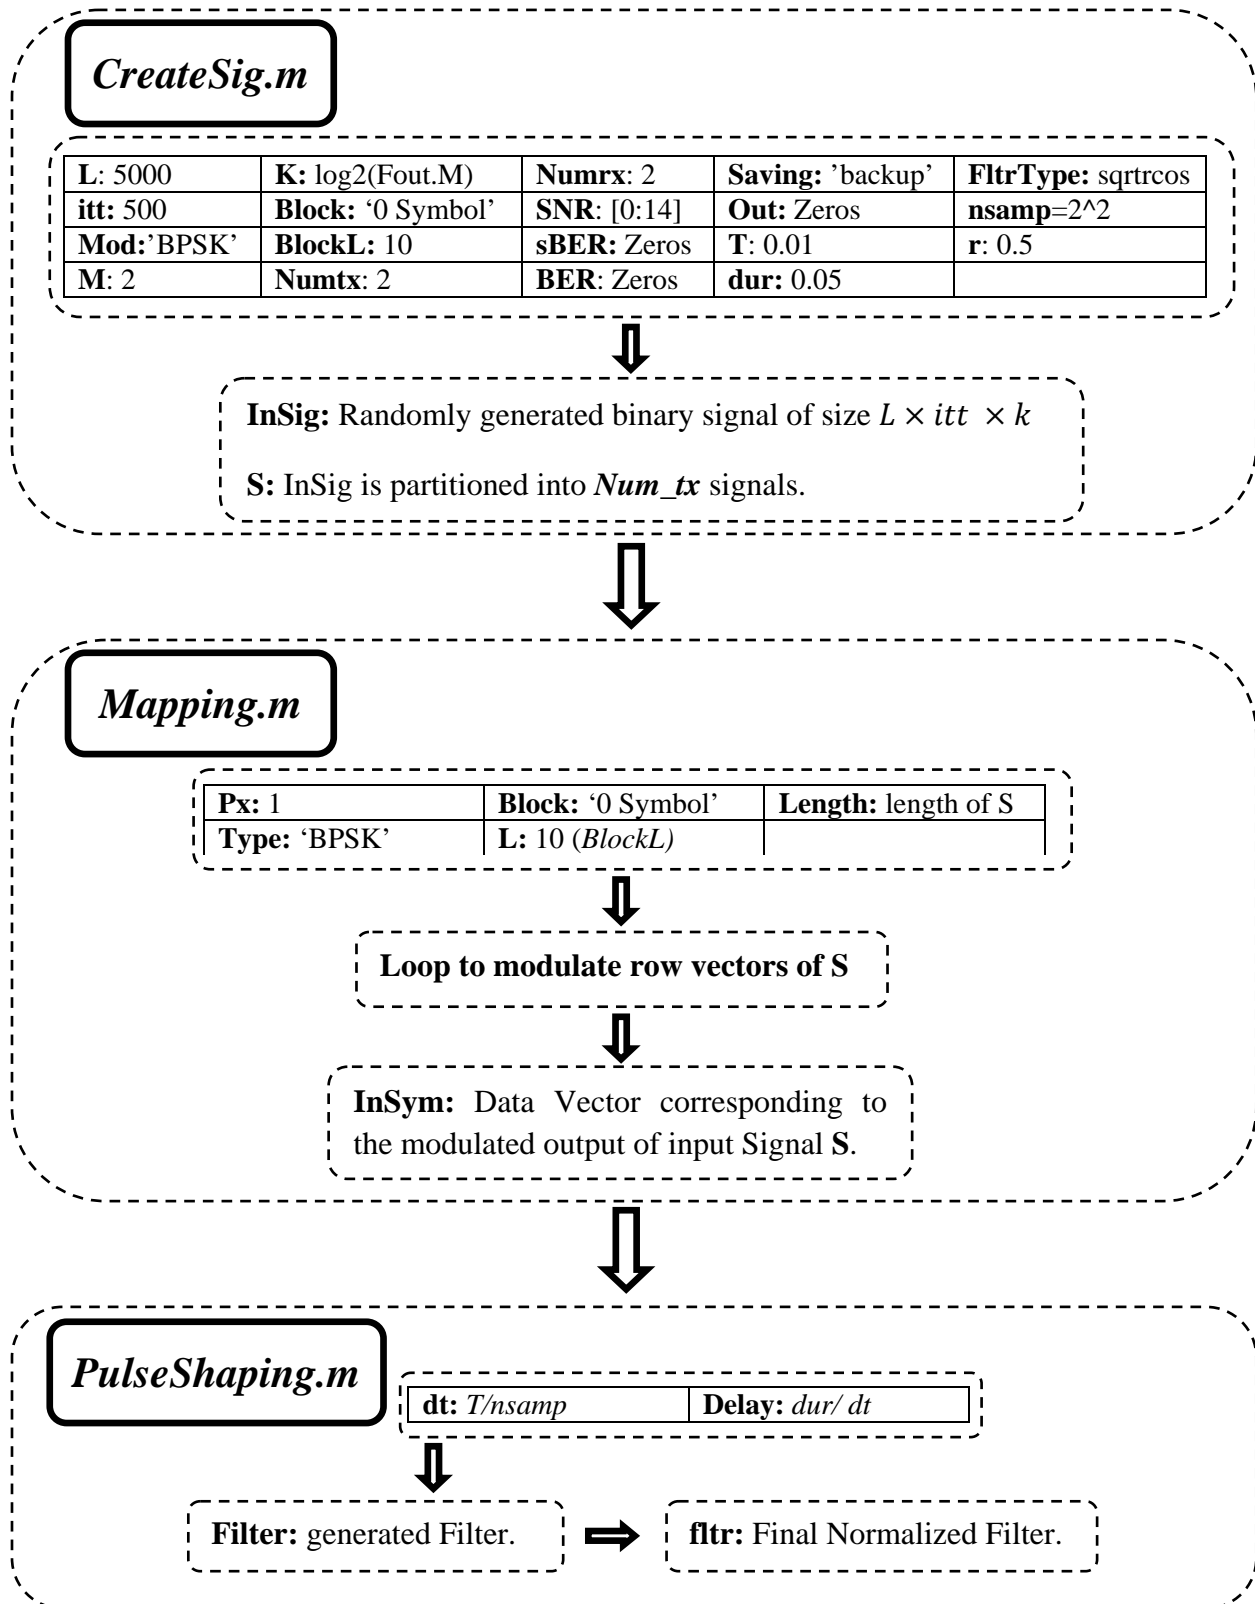 CreateSig.m
L: 5000 K: log2(Fout.M) Numrx: 2 Saving: 'backup' FltrType: sqrtrcos
itt: 500 Block: ‘0 Symbol’ SNR: [0:14] Out: Zeros nsamp=2^2
Mod:'BPSK' BlockL: 10 sBER: Zeros T: 0.01 r: 0.5
M: 2 Numtx: 2 BER: Zeros dur: 0.05
InSig: Randomly generated binary signal of size L × itt × k
S: InSig is partitioned into Num_tx signals.
Mapping.m
Px: 1 Block: ‘0 Symbol’ Length: length of S
Type: ‘BPSK’ L: 10 (BlockL)
Loop to modulate row vectors of S
InSym: Data Vector corresponding to
the modulated output of input Signal S.
PulseShaping.m
dt: T/nsamp Delay: dur/ dt
Filter: generated Filter. fltr: Final Normalized Filter.